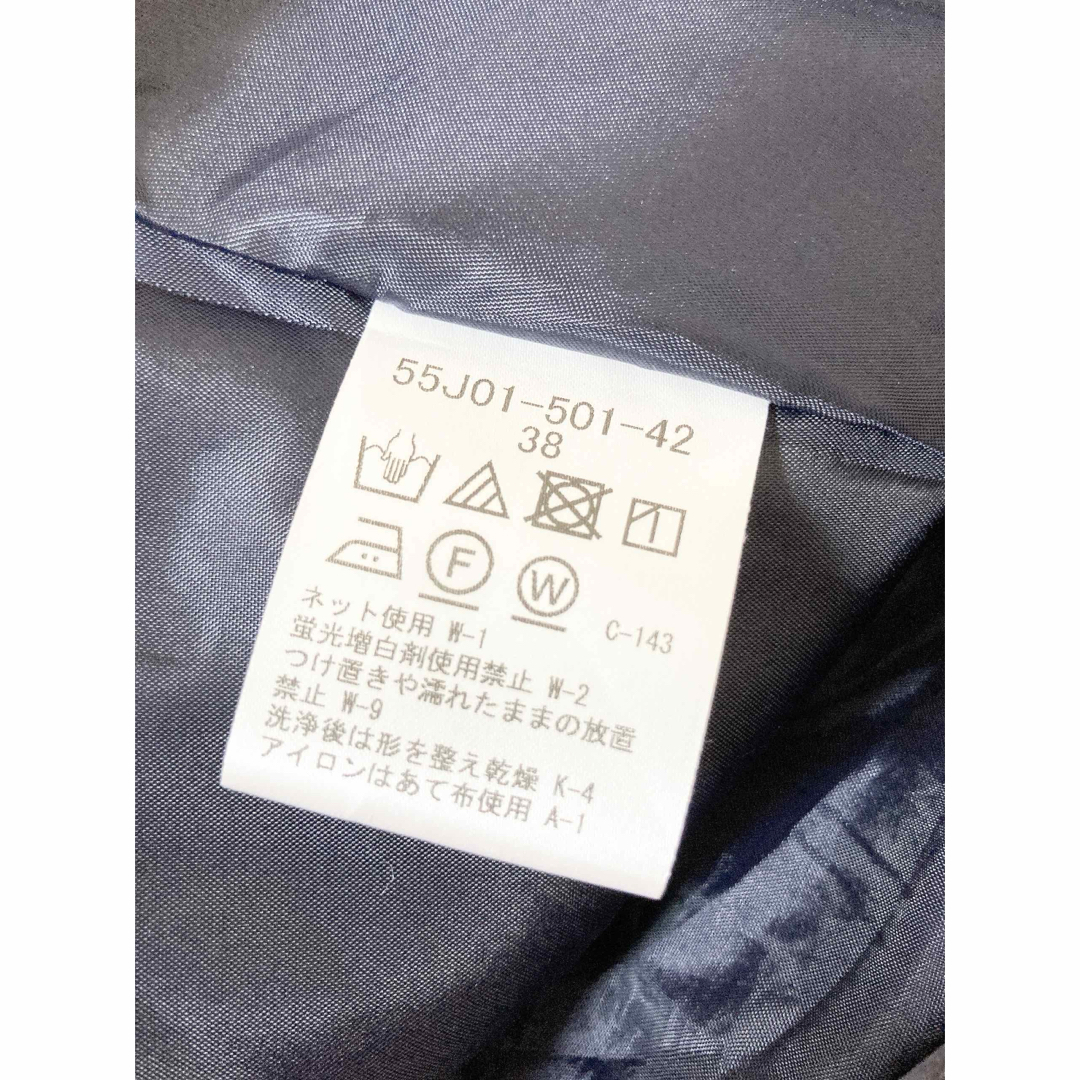 55J01-501-42
38
F W C-143
ネット使用 W-1
蛍光増白剤使用禁止 W-2
つけ置きや濡れたままの放置
禁止 W-9
洗浄後は形を整え乾燥 K-4
アイロンはあて布使用 A-1